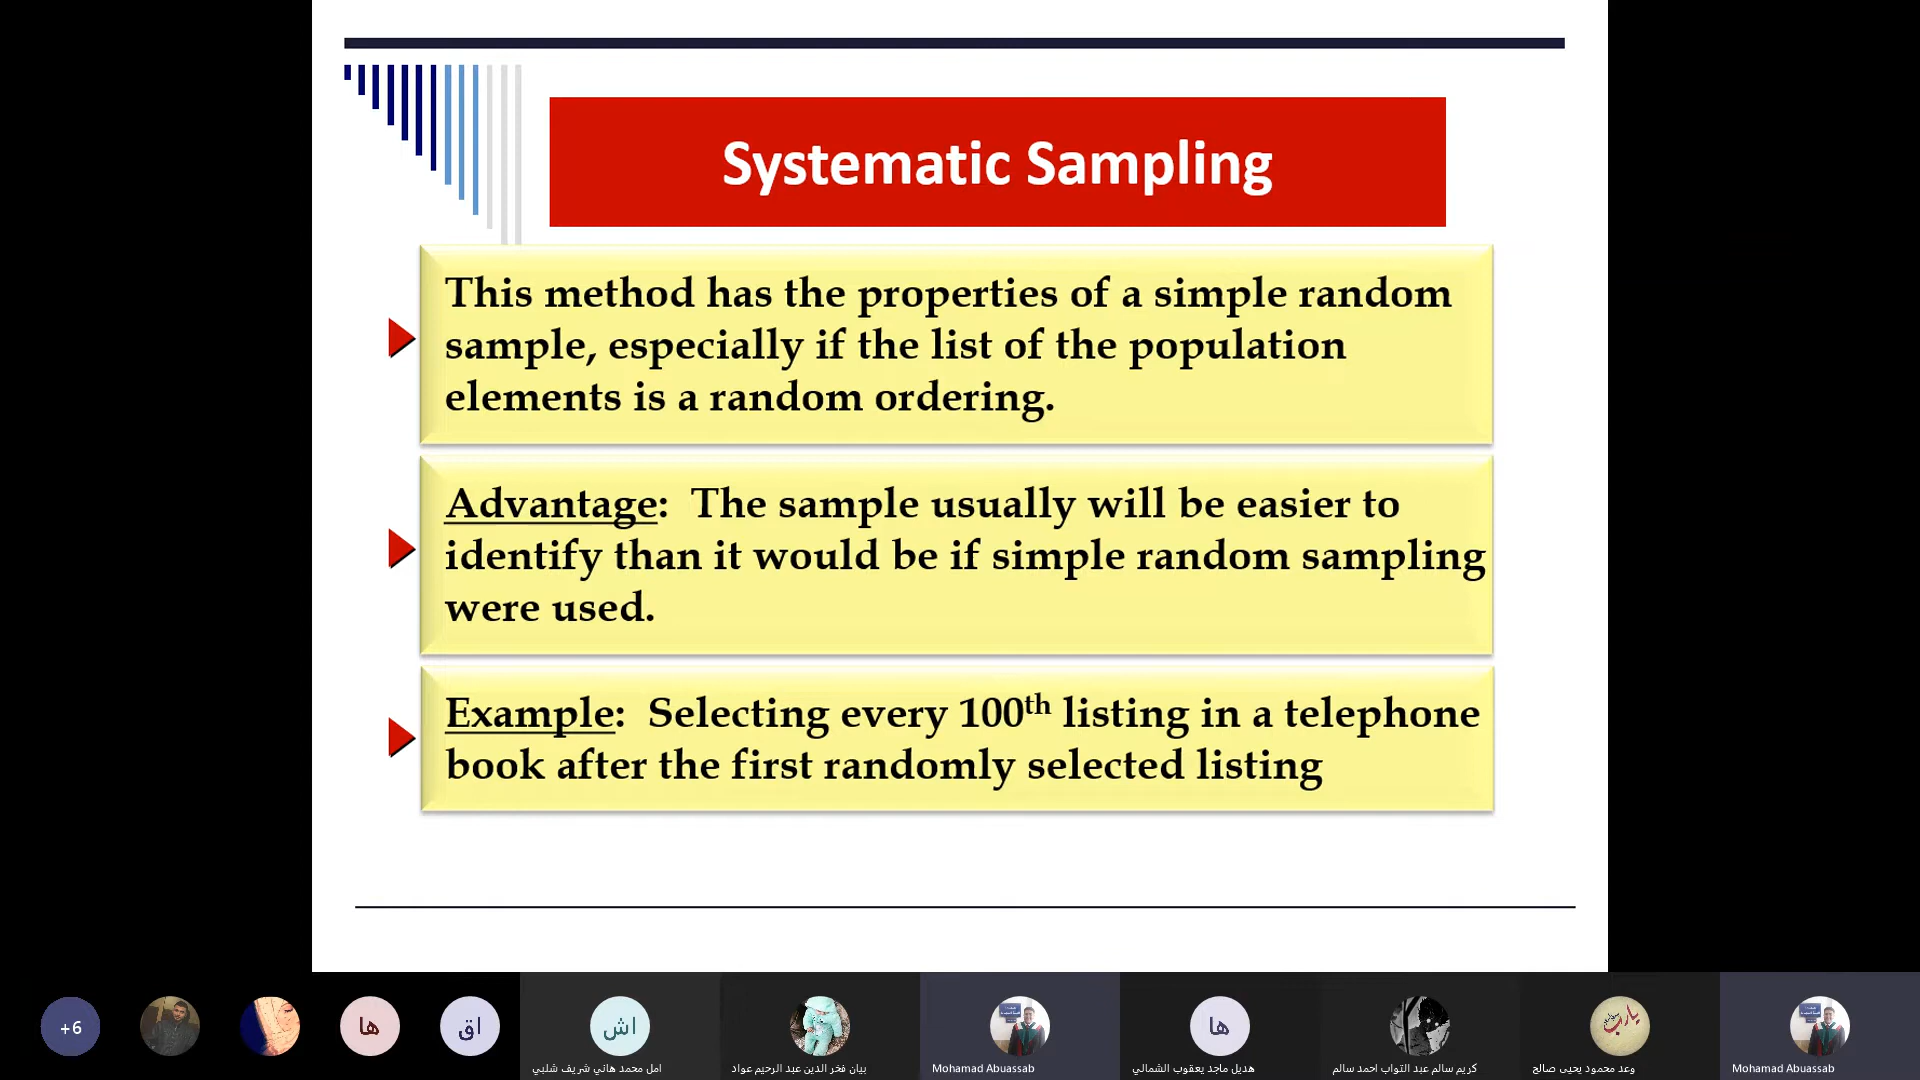 Systematic Sampling
This method has the properties of a simple random
sample, especially if the list of the population
elements is a random ordering.
Advantage: The sample usually will be easier to
identify than it would be if simple random sampling
were used.
Example: Selecting every 100th listing in a telephone
book after the first randomly selected listing
+6
ها
اق
اش
ها
يارب
امل محمد هاني شريف شلبي
بيان فخر الدين عبد الرحيم عواد
Mohamad Abuassab
هديل ماجد يعقوب الشمالي
كريم سالم عبد التواب احمد سالم
وعد محمود يحيى صالح
Mohamad Abuassab